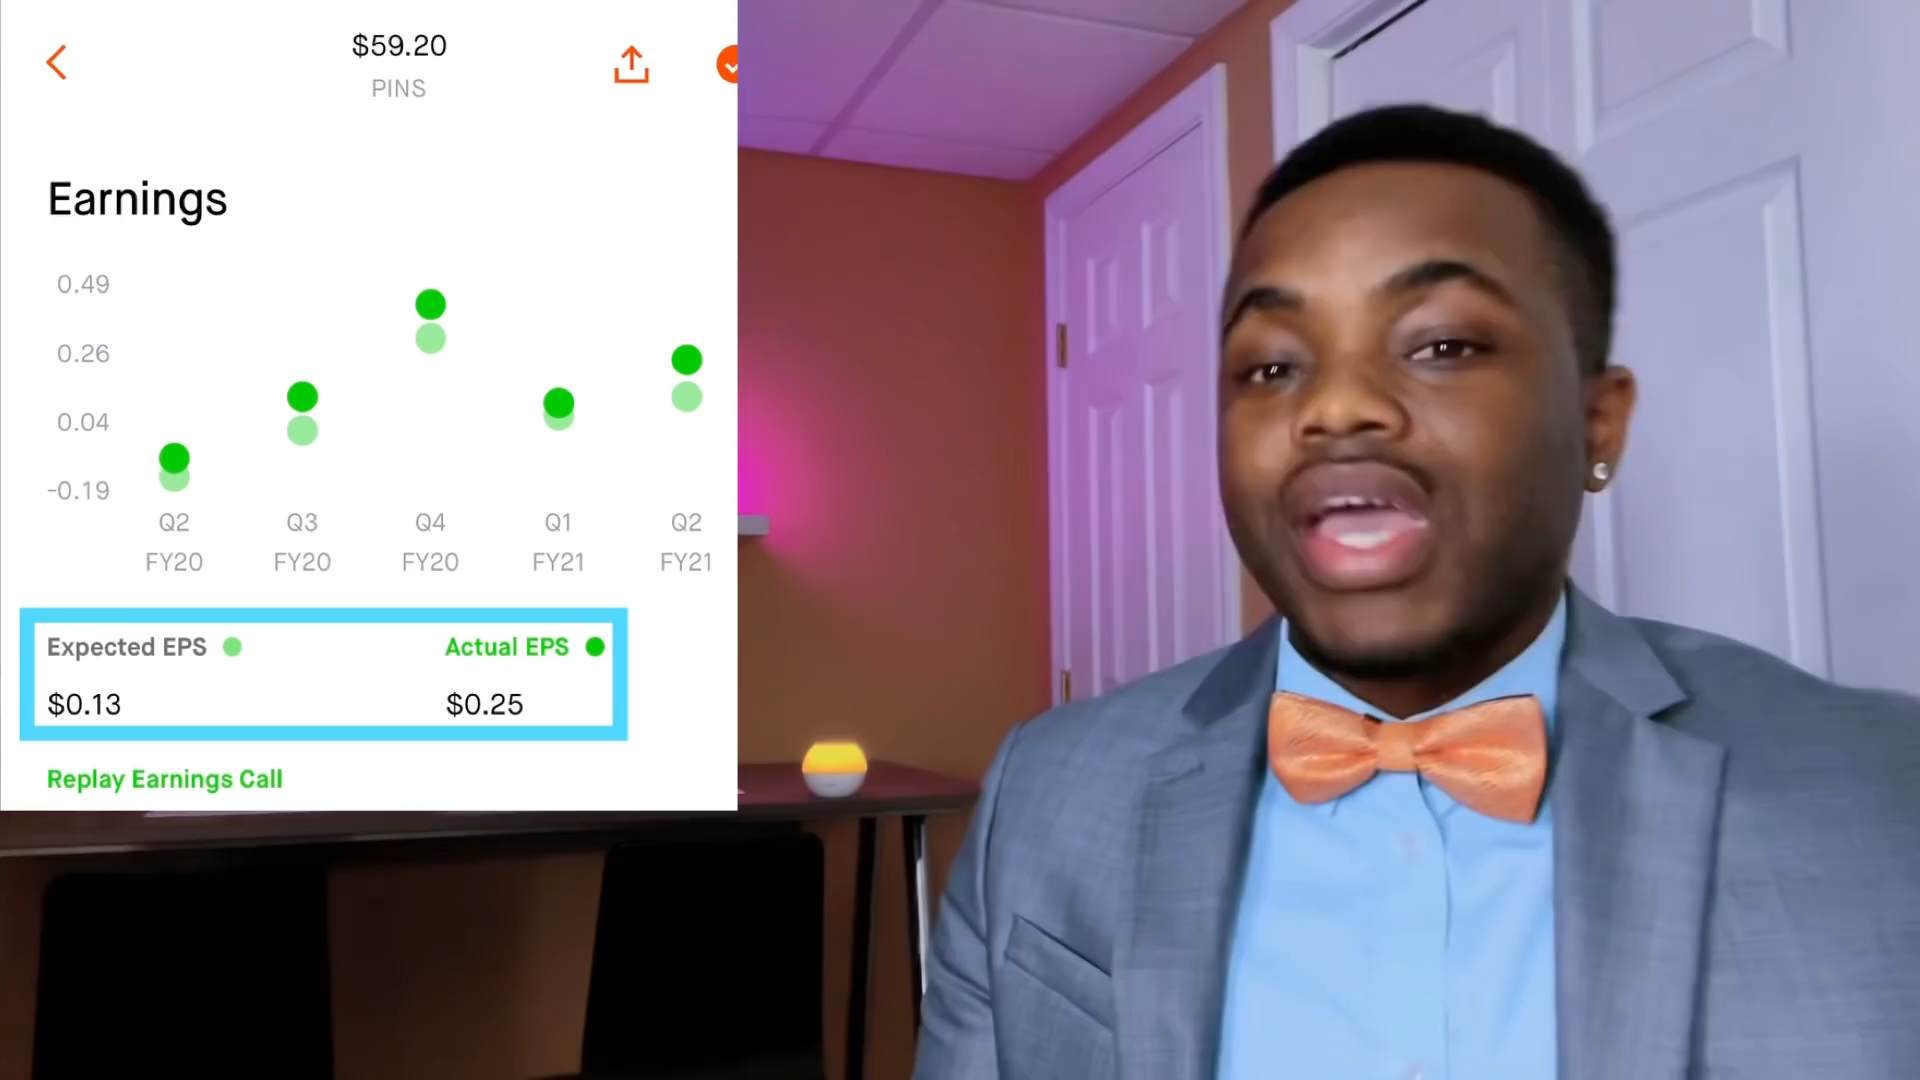 $59.20
PINS
Earnings
0.49
0.26
0.04
-0.19
Q2 Q3 Q4 Q1 Q2
FY20 FY20 FY20 FY21 FY21
Expected EPS Actual EPS
$0.13 $0.25
Replay Earnings Call